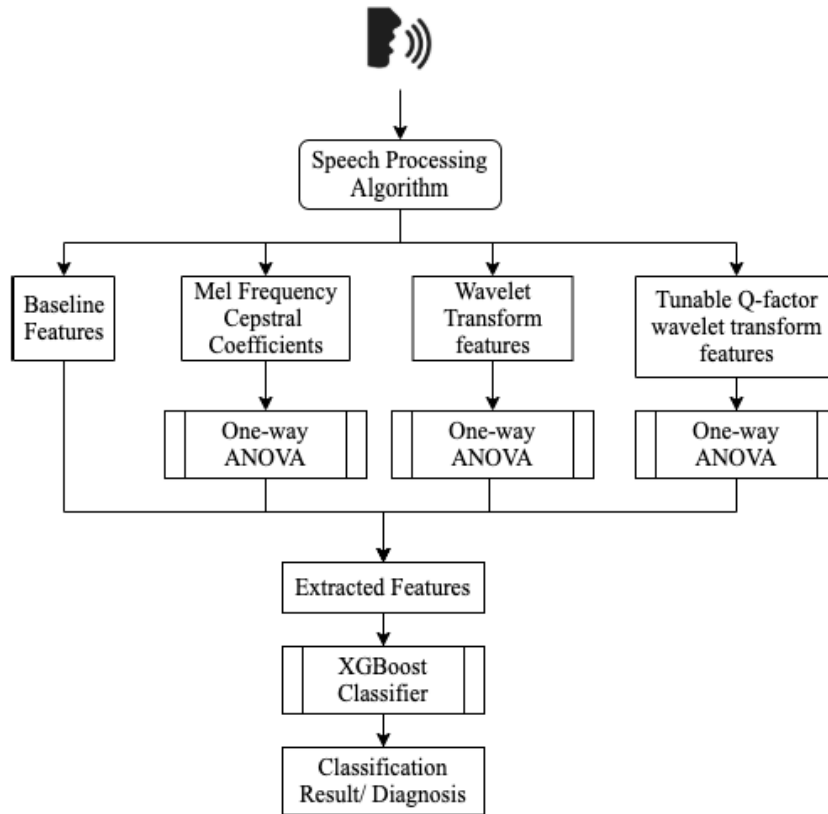 Speech Processing
Algorithm
Baseline
Features
Mel Frequency
Cepstral
Coefficients
Wavelet
Transform
features
Tunable Q-factor
wavelet transform
features
One-way
ANOVA
One-way
ANOVA
One-way
ANOVA
Extracted Features
XGBoost
Classifier
Classification
Result/ Diagnosis